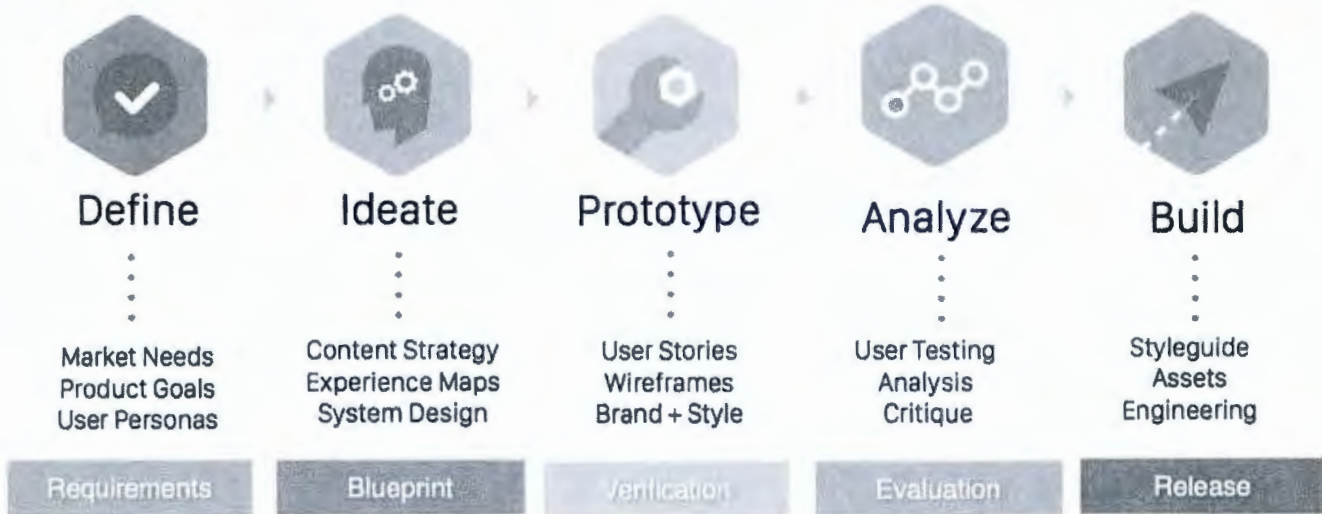 Define
Ideate
Prototype
Analyze
Build
Market Needs
Product Goals
User Personas
Content Strategy
Experience Maps
System Design
User Stories
Wireframes
Brand + Style
User Testing
Analysis
Critique
Styleguide
Assets
Engineering
Requirements
Blueprint
Verification
Evaluation
Release